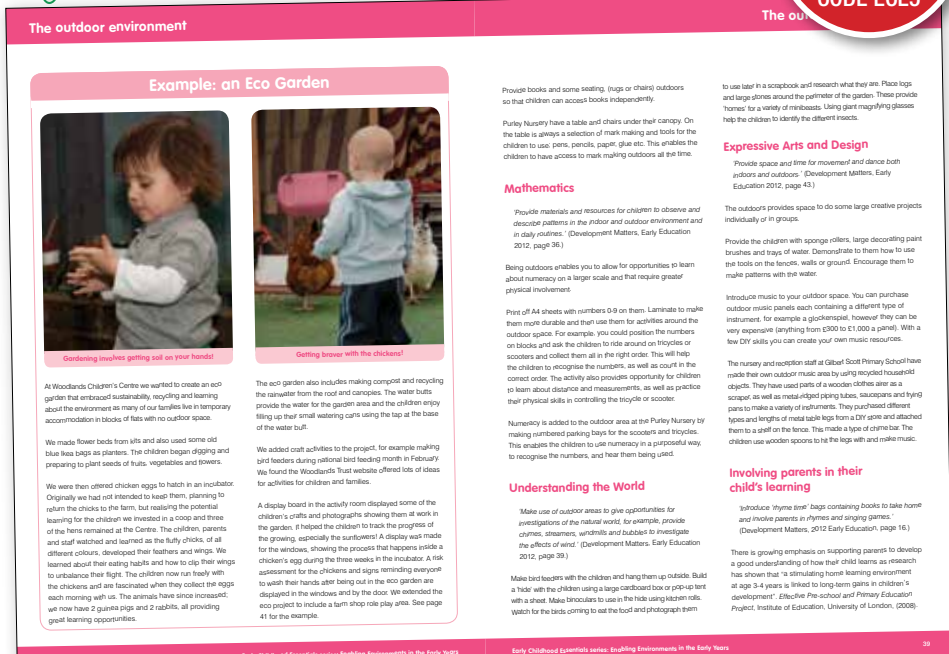 The outdoor environment
The ou
CODE ECE5
Example: an Eco Garden
Gardening involves getting soil on your hands!
Getting braver with the chickens!
At Woodlands Children's Centre we wanted to create an eco
garden that embraced sustainability, recycling and learning
about the environment as many of our families live in temporary
accommodation in blocks of flats with no outdoor space.
We made flower beds from kits and also used some old
blue Ikea bags as planters. The children began digging and
preparing to plant seeds of fruits, vegetables and flowers.
We were then offered chicken eggs to hatch in an incubator.
Originally we had not intended to keep them, planning to
return the chicks to the farm, but realising the potential
learning for the children we invested in a coop and three
of the hens remained at the Centre. The children, parents
and staff watched and learned as the fluffy chicks, of all
different colours, developed their feathers and wings. We
learned about their eating habits and how to clip their wings
to unbalance their flight. The children now run freely with
the chickens and are fascinated when they collect the eggs
each morning with us. The animals have since increased;
we now have 2 guinea pigs and 2 rabbits, all providing
great learning opportunities.
The eco garden also includes making compost and recycling
the rainwater from the roof and canopies. The water butts
provide the water for the garden area and the children enjoy
filling up their small watering cans using the tap at the base
of the water butt.
We added craft activities to the project, for example making
bird feeders during national bird feeding month in February.
We found the Woodlands Trust website offered lots of ideas
for activities for children and families.
A display board in the activity room displayed some of the
children's crafts and photographs showing them at work in
the garden. It helped the children to track the progress of
the growing, especially the sunflowers! A display was made
for the windows, showing the process that happens inside a
chicken's egg during the three weeks in the incubator. A risk
assessment for the chickens and signs reminding everyone
to wash their hands after being out in the eco garden are
displayed in the windows and by the door. We extended the
eco project to include a farm shop role play area. See page
41 for the example.
Provide books and some seating, (rugs or chairs) outdoors
so that children can access books independently.
Purley Nursery have a table and chairs under their canopy. On
the table is always a selection of mark making and tools for the
children to use; pens, pencils, paper, glue etc. This enables the
children to have access to mark making outdoors all the time.
Mathematics
'Provide materials and resources for children to observe and
describe patterns in the indoor and outdoor environment and
in daily routines.' (Development Matters, Early Education
2012, page 36.)
Being outdoors enables you to allow for opportunities to learn
about numeracy on a larger scale and that require greater
physical involvement.
Print off A4 sheets with numbers 0-9 on them. Laminate to make
them more durable and then use them for activities around the
outdoor space. For example, you could position the numbers
on blocks and ask the children to ride around on tricycles or
scooters and collect them all in the right order. This will help
the children to recognise the numbers, as well as count in the
correct order. The activity also provides opportunity for children
to learn about distance and measurements, as well as practice
their physical skills in controlling the tricycle or scooter.
Numeracy is added to the outdoor area at the Purley Nursery by
making numbered parking bays for the scooters and tricycles.
This enables the children to use numeracy in a purposeful way,
to recognise the numbers, and hear them being used.
Understanding the World
'Make use of outdoor areas to give opportunities for
investigations of the natural world, for example, provide
chimes, streamers, windmills and bubbles to investigate
the effects of wind.' (Development Matters, Early Education
2012, page 39.)
Make bird feeders with the children and hang them up outside. Build
a 'hide' with the children using a large cardboard box or pop-up tent
with a sheet. Make binoculars to use in the hide using kitchen rolls.
Watch for the birds coming to eat the food and photograph them
to use later in a scrapbook and research what they are. Place logs
and large stones around the perimeter of the garden. These provide
'homes' for a variety of minibeasts. Using giant magnifying glasses
help the children to identify the different insects.
Expressive Arts and Design
'Provide space and time for movement and dance both
indoors and outdoors.' (Development Matters, Early
Education 2012, page 43.)
The outdoors provides space to do some large creative projects
individually or in groups.
Provide the children with sponge rollers, large decorating paint
brushes and trays of water. Demonstrate to them how to use
the tools on the fences, walls or ground. Encourage them to
make patterns with the water.
Introduce music to your outdoor space. You can purchase
outdoor music panels each containing a different type of
instrument, for example a glockenspiel, however they can be
very expensive (anything from £300 to £1,000 a panel). With a
few DIY skills you can create your own music resources.
The nursery and reception staff at Gilbert Scott Primary School have
made their own outdoor music area by using recycled household
objects. They have used parts of a wooden clothes airer as a
scraper, as well as metal-ridged piping tubes, saucepans and frying
pans to make a variety of instruments. They purchased different
types and lengths of metal table legs from a DIY store and attached
them to a shelf on the fence. This made a type of chime bar. The
children use wooden spoons to hit the legs with and make music.
Involving parents in their
child's learning
'Introduce 'rhyme time' bags containing books to take home
and involve parents in rhymes and singing games.'
(Development Matters, 2012 Early Education, page 16.)
There is growing emphasis on supporting parents to develop
a good understanding of how their child learns as research
has shown that "a stimulating home learning environment
at age 3-4 years is linked to long-term gains in children's
development". Effective Pre-school and Primary Education
Project, Institute of Education, University of London, (2008)-
Enabling Environments in the Early Years
Early Childhood Essentials series: Enabling Environments in the Early Years
39